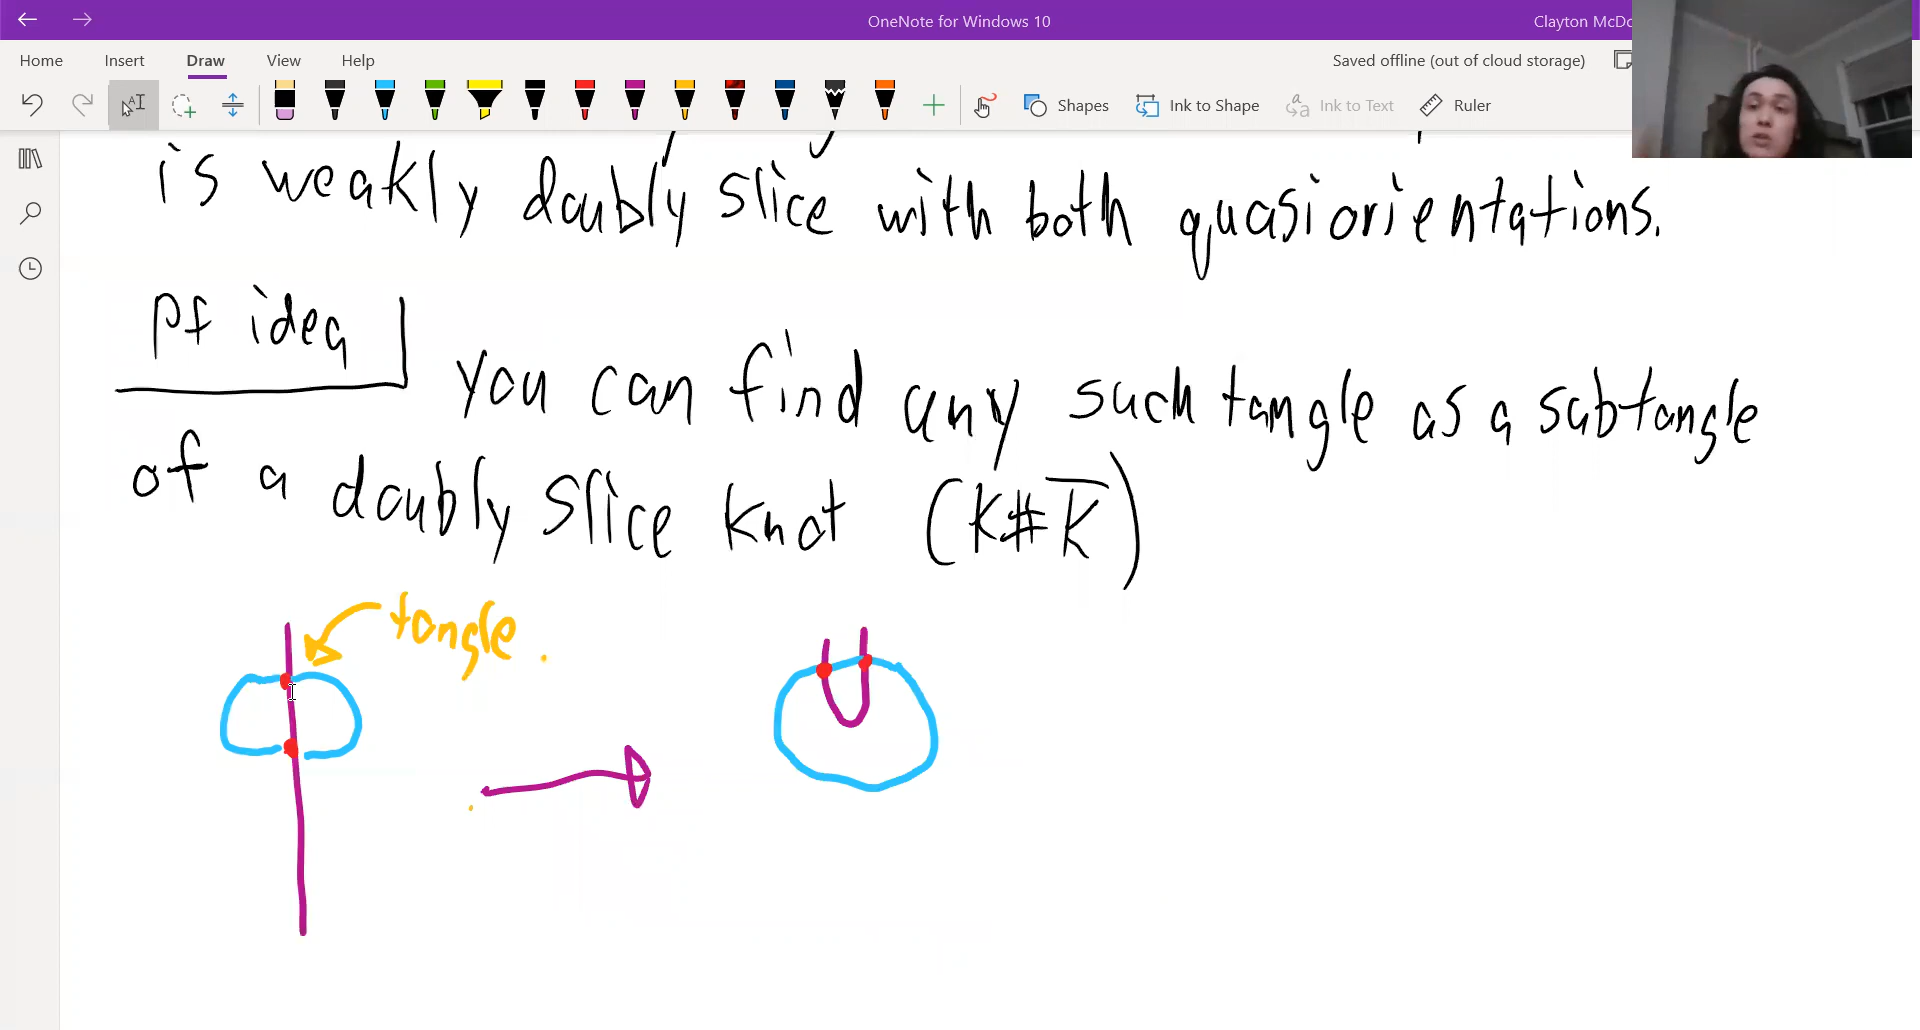 OneNote for Windows 10
Clayton McDo
Home Insert Draw View Help
Saved offline (out of cloud storage)
Shapes Ink to Shape Ink to Text Ruler
is weakly doubly slice with both quasiorientations.
pf idea
You can find any such tangle as a subtangle
of a doubly slice knot (K#K̅)
tangle.